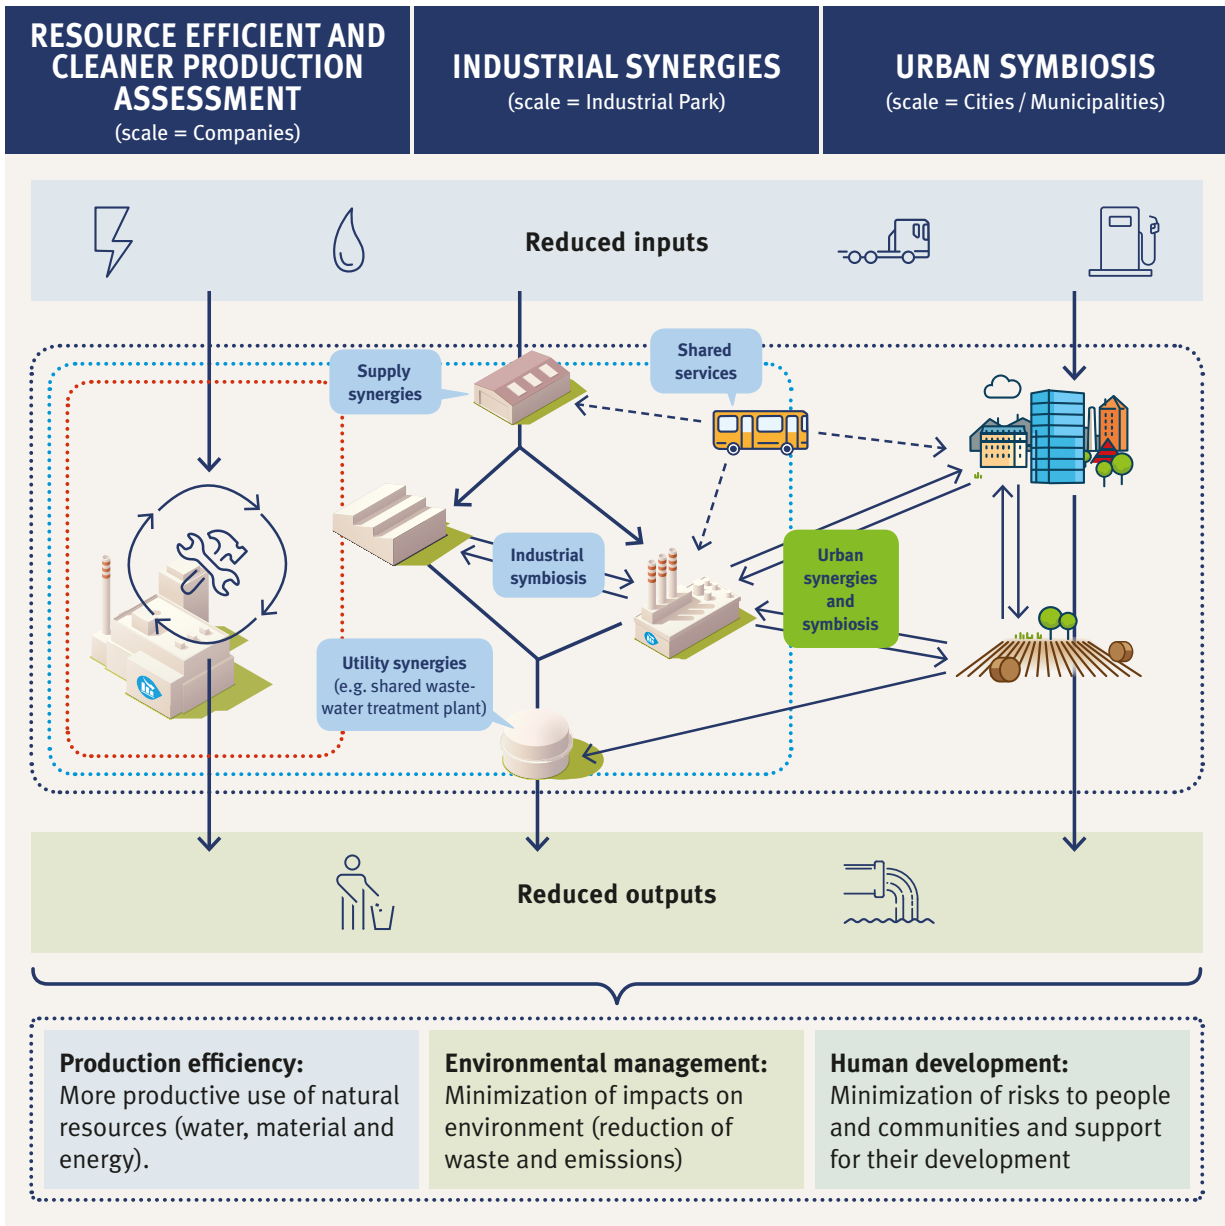 RESOURCE EFFICIENT AND
CLEANER PRODUCTION
ASSESSMENT
(scale = Companies)
INDUSTRIAL SYNERGIES
(scale = Industrial Park)
URBAN SYMBIOSIS
(scale = Cities / Municipalities)
Reduced inputs
Supply
synergies
Shared
services
Industrial
symbiosis
Urban
synergies
and
symbiosis
Utility synergies
(e.g. shared waste-
water treatment plant)
Reduced outputs
Production efficiency:
More productive use of natural
resources (water, material and
energy).
Environmental management:
Minimization of impacts on
environment (reduction of
waste and emissions)
Human development:
Minimization of risks to people
and communities and support
for their development